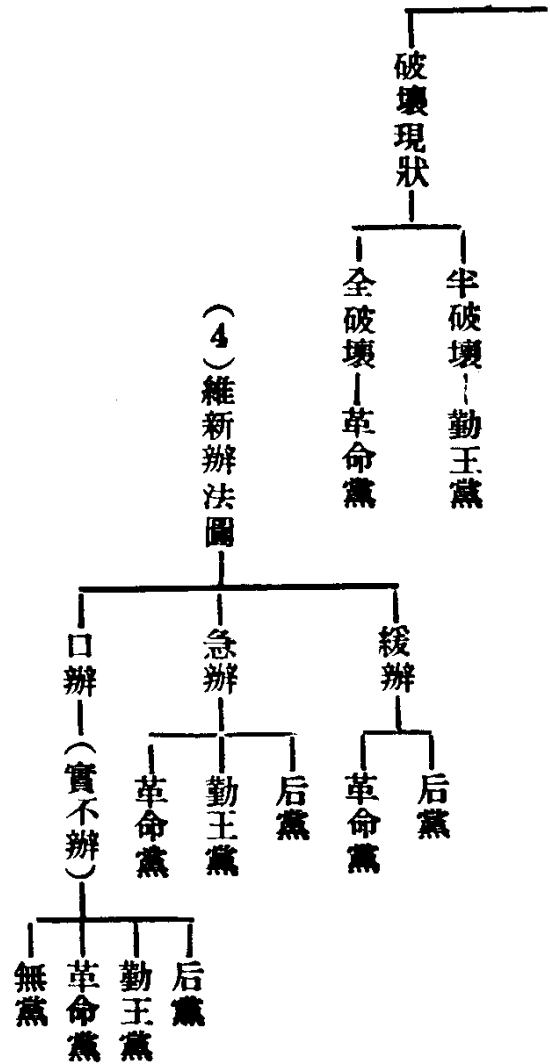 破壞現狀
半破壞
勤王黨
全破壞
革命黨
(4)維新辦法圖
緩辦
后黨
革命黨
急辦
后黨
勤王黨
革命黨
口辦
(實不辦)
后黨
勤王黨
革命黨
無黨